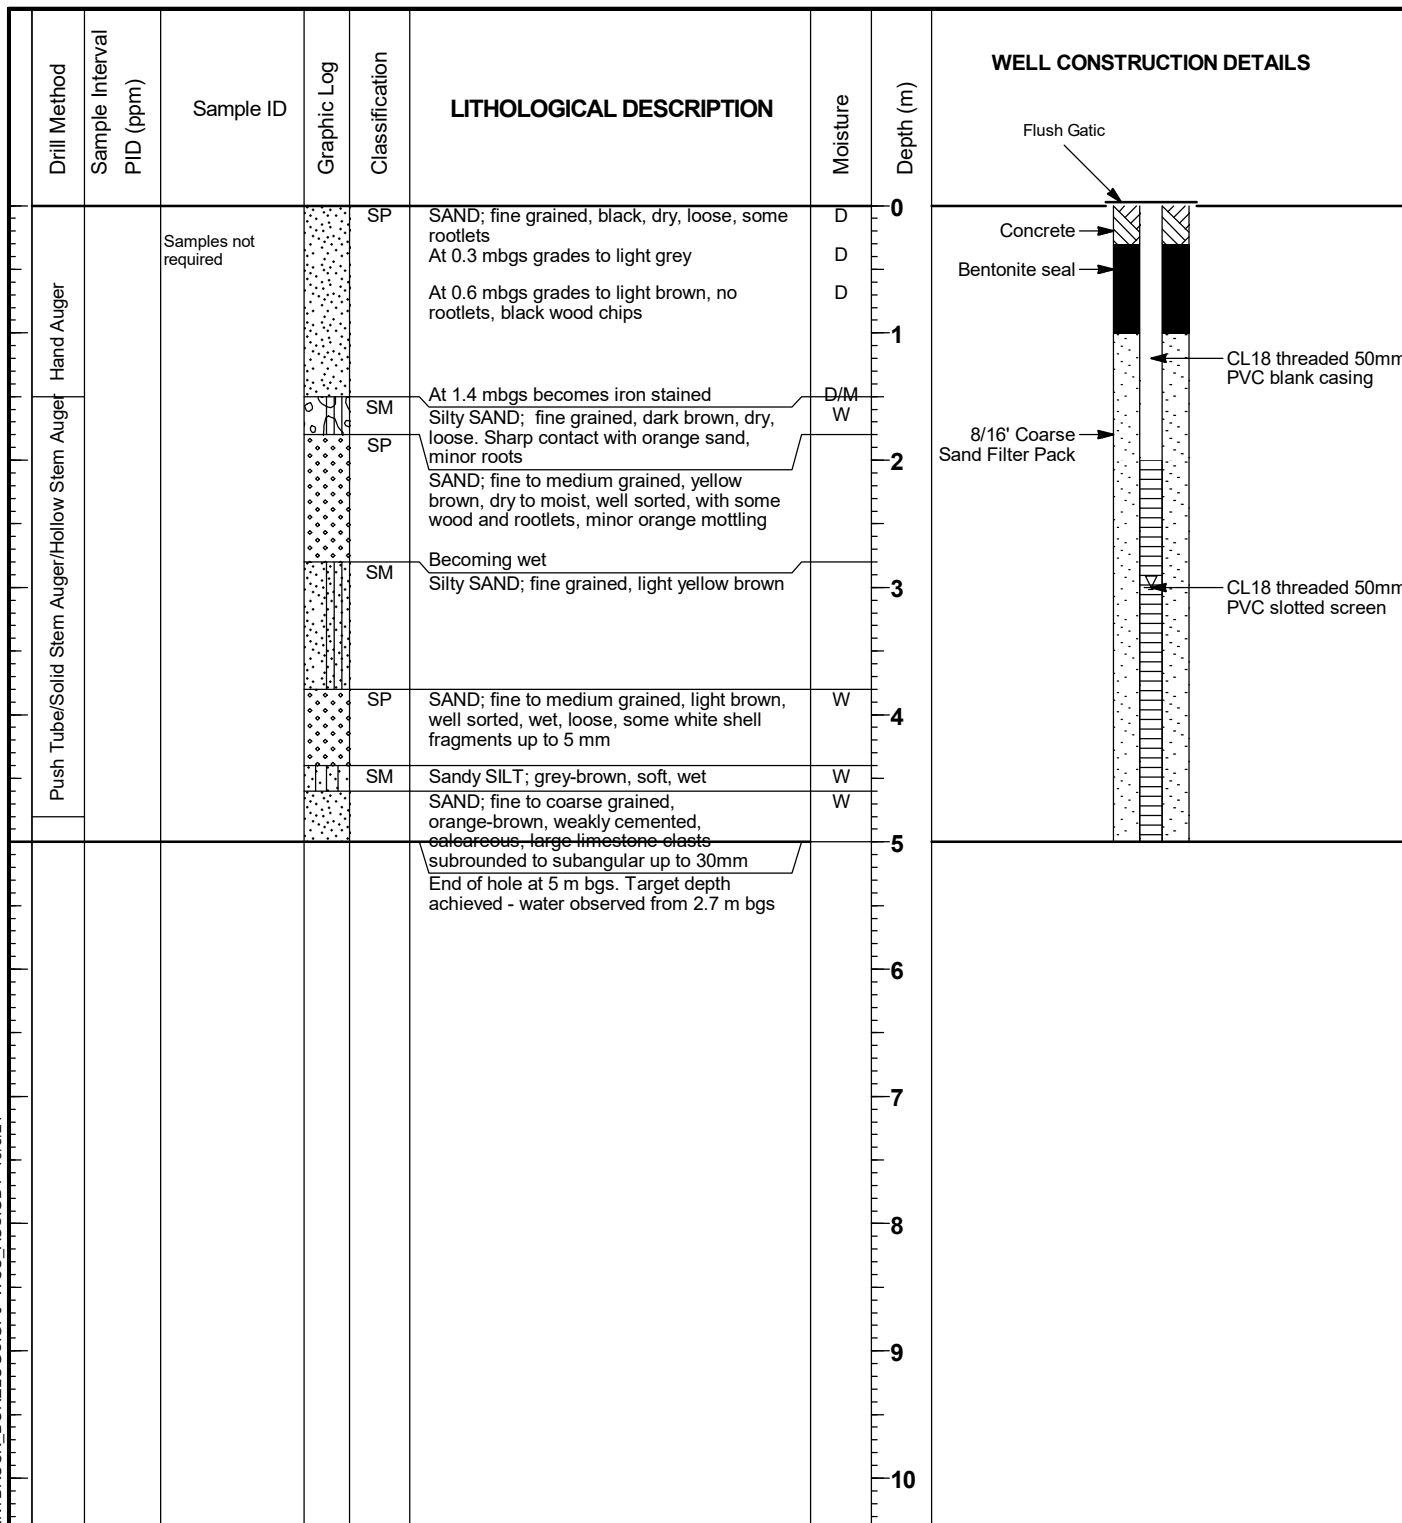 Drill Method
Sample Interval
PID (ppm)
Sample ID
Graphic Log
Classification
LITHOLOGICAL DESCRIPTION
Moisture
Depth (m)
WELL CONSTRUCTION DETAILS
Flush Gatic
Hand Auger
Push Tube/Solid Stem Auger/Hollow Stem Auger
Samples not
required
SP
SAND; fine grained, black, dry, loose, some
rootlets
D
At 0.3 mbgs grades to light grey
D
At 0.6 mbgs grades to light brown, no
rootlets, black wood chips
D
At 1.4 mbgs becomes iron stained
D/M
SM
Silty SAND; fine grained, dark brown, dry,
loose. Sharp contact with orange sand,
minor roots
W
SP
SAND; fine to medium grained, yellow
brown, dry to moist, well sorted, with some
wood and rootlets, minor orange mottling
Becoming wet
SM
Silty SAND; fine grained, light yellow brown
SP
SAND; fine to medium grained, light brown,
well sorted, wet, loose, some white shell
fragments up to 5 mm
W
SM
Sandy SILT; grey-brown, soft, wet
W
SAND; fine to coarse grained,
orange-brown, weakly cemented,
calcareous, large limestone clasts
subrounded to subangular up to 30mm
W
End of hole at 5 m bgs. Target depth
achieved - water observed from 2.7 m bgs
0
1
2
3
4
5
6
7
8
9
10
Concrete
Bentonite seal
CL18 threaded 50mm
PVC blank casing
8/16' Coarse
Sand Filter Pack
CL18 threaded 50mm
PVC slotted screen